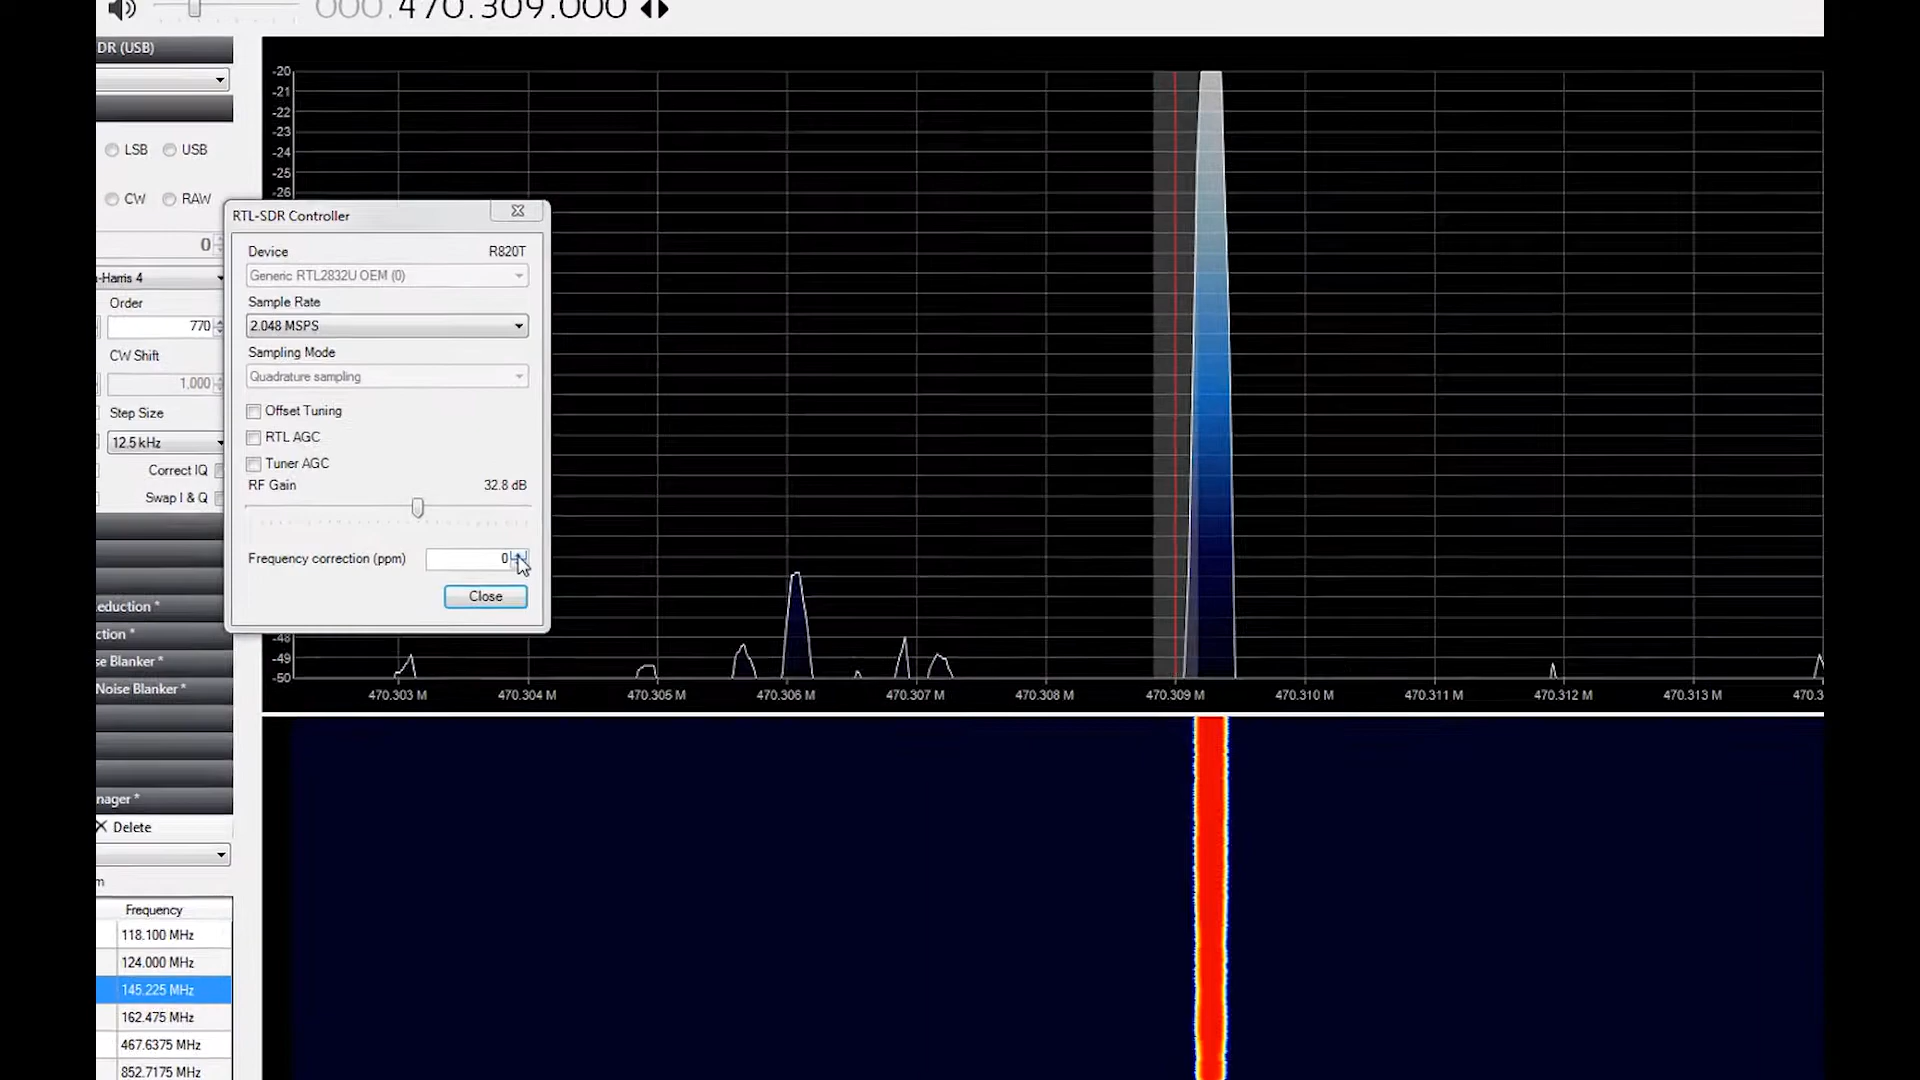 000.470.309.000
DR (USB)
LSB USB
CW RAW
0
-Harris 4
Order
770
CW Shift
1,000
Step Size
12.5 kHz
Correct IQ
Swap I & Q
eduction *
ction *
se Blanker *
Noise Blanker *
nager *
Delete
m
Frequency
118.100 MHz
124.000 MHz
145.225 MHz
162.475 MHz
467.6375 MHz
852.7175 MHz
RTL-SDR Controller
Device R820T
Generic RTL2832U OEM (0)
Sample Rate
2.048 MSPS
Sampling Mode
Quadrature sampling
Offset Tuning
RTL AGC
Tuner AGC
RF Gain 32.8 dB
Frequency correction (ppm) 0
Close
-20
-21
-22
-23
-24
-25
-26
-48
-49
-50
470.303 M 470.304 M 470.305 M 470.306 M 470.307 M 470.308 M 470.309 M 470.310 M 470.311 M 470.312 M 470.313 M 470.3